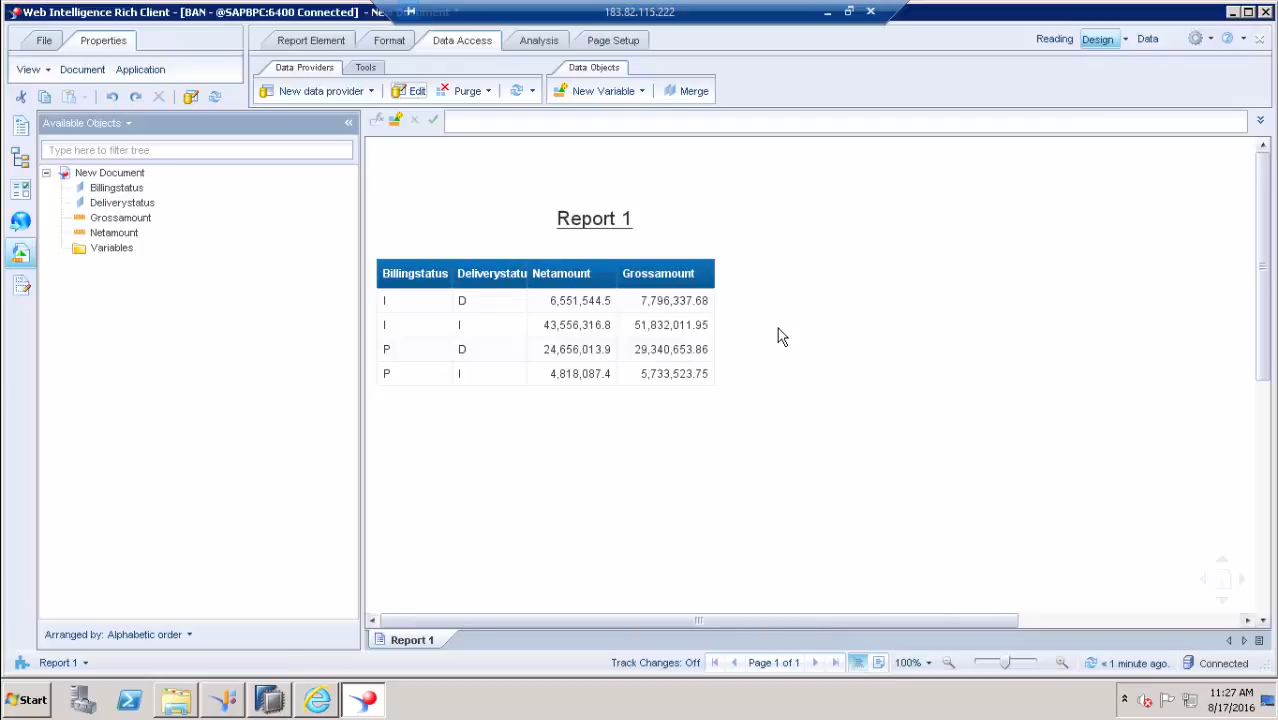 Web Intelligence Rich Client - [BAN - @SAPBPC:6400 Connected] - New Document *
183.82.115.222
File Properties
Report Element Format Data Access Analysis Page Setup
Reading Design Data
View Document Application
Data Providers Tools
Data Objects
New data provider Edit Purge
New Variable Merge
Available Objects
Type here to filter tree
New Document
Billingstatus
Deliverystatus
Grossamount
Netamount
Variables
Report 1
Billingstatus Deliverystatu Netamount Grossamount
I D 6,551,544.5 7,796,337.68
I I 43,556,316.8 51,832,011.95
P D 24,656,013.9 29,340,653.86
P I 4,818,087.4 5,733,523.75
Arranged by: Alphabetic order
Report 1
Report 1
Track Changes: Off
Page 1 of 1
100%
< 1 minute ago.
Connected
Start
11:27 AM
8/17/2016